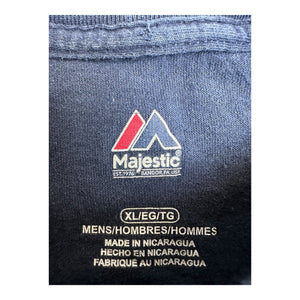 Majestic®
EST. 1976 BANGOR, PA, USA
XL/EG/TG
MENS/HOMBRES/HOMMES
MADE IN NICARAGUA
HECHO EN NICARAGUA
FABRIQUÉ AU NICARAGUA